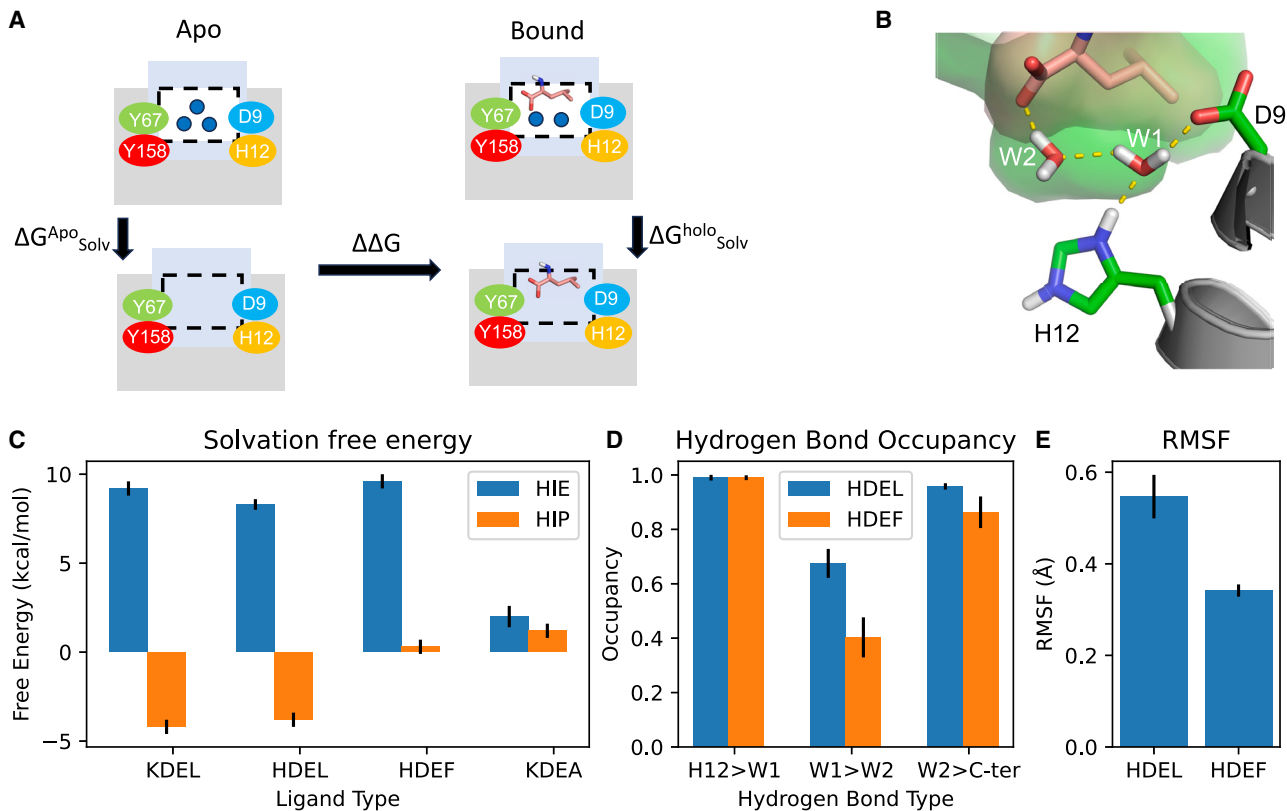 A
Apo
Bound
Y67
D9
Y158
H12
Y67
D9
Y158
H12
ΔG^Apo_Solv
ΔΔG
ΔG^holo_Solv
Y67
D9
Y158
H12
Y67
D9
Y158
H12
B
D9
W1
W2
H12
C
Solvation free energy
Free Energy (kcal/mol)
10
5
0
−5
HIE
HIP
KDEL
HDEL
HDEF
KDEA
Ligand Type
D
Hydrogen Bond Occupancy
Occupancy
1.0
0.8
0.6
0.4
0.2
0.0
HDEL
HDEF
H12>W1
W1>W2
W2>C-ter
Hydrogen Bond Type
E
RMSF
RMSF (Å)
0.6
0.4
0.2
0.0
HDEL
HDEF